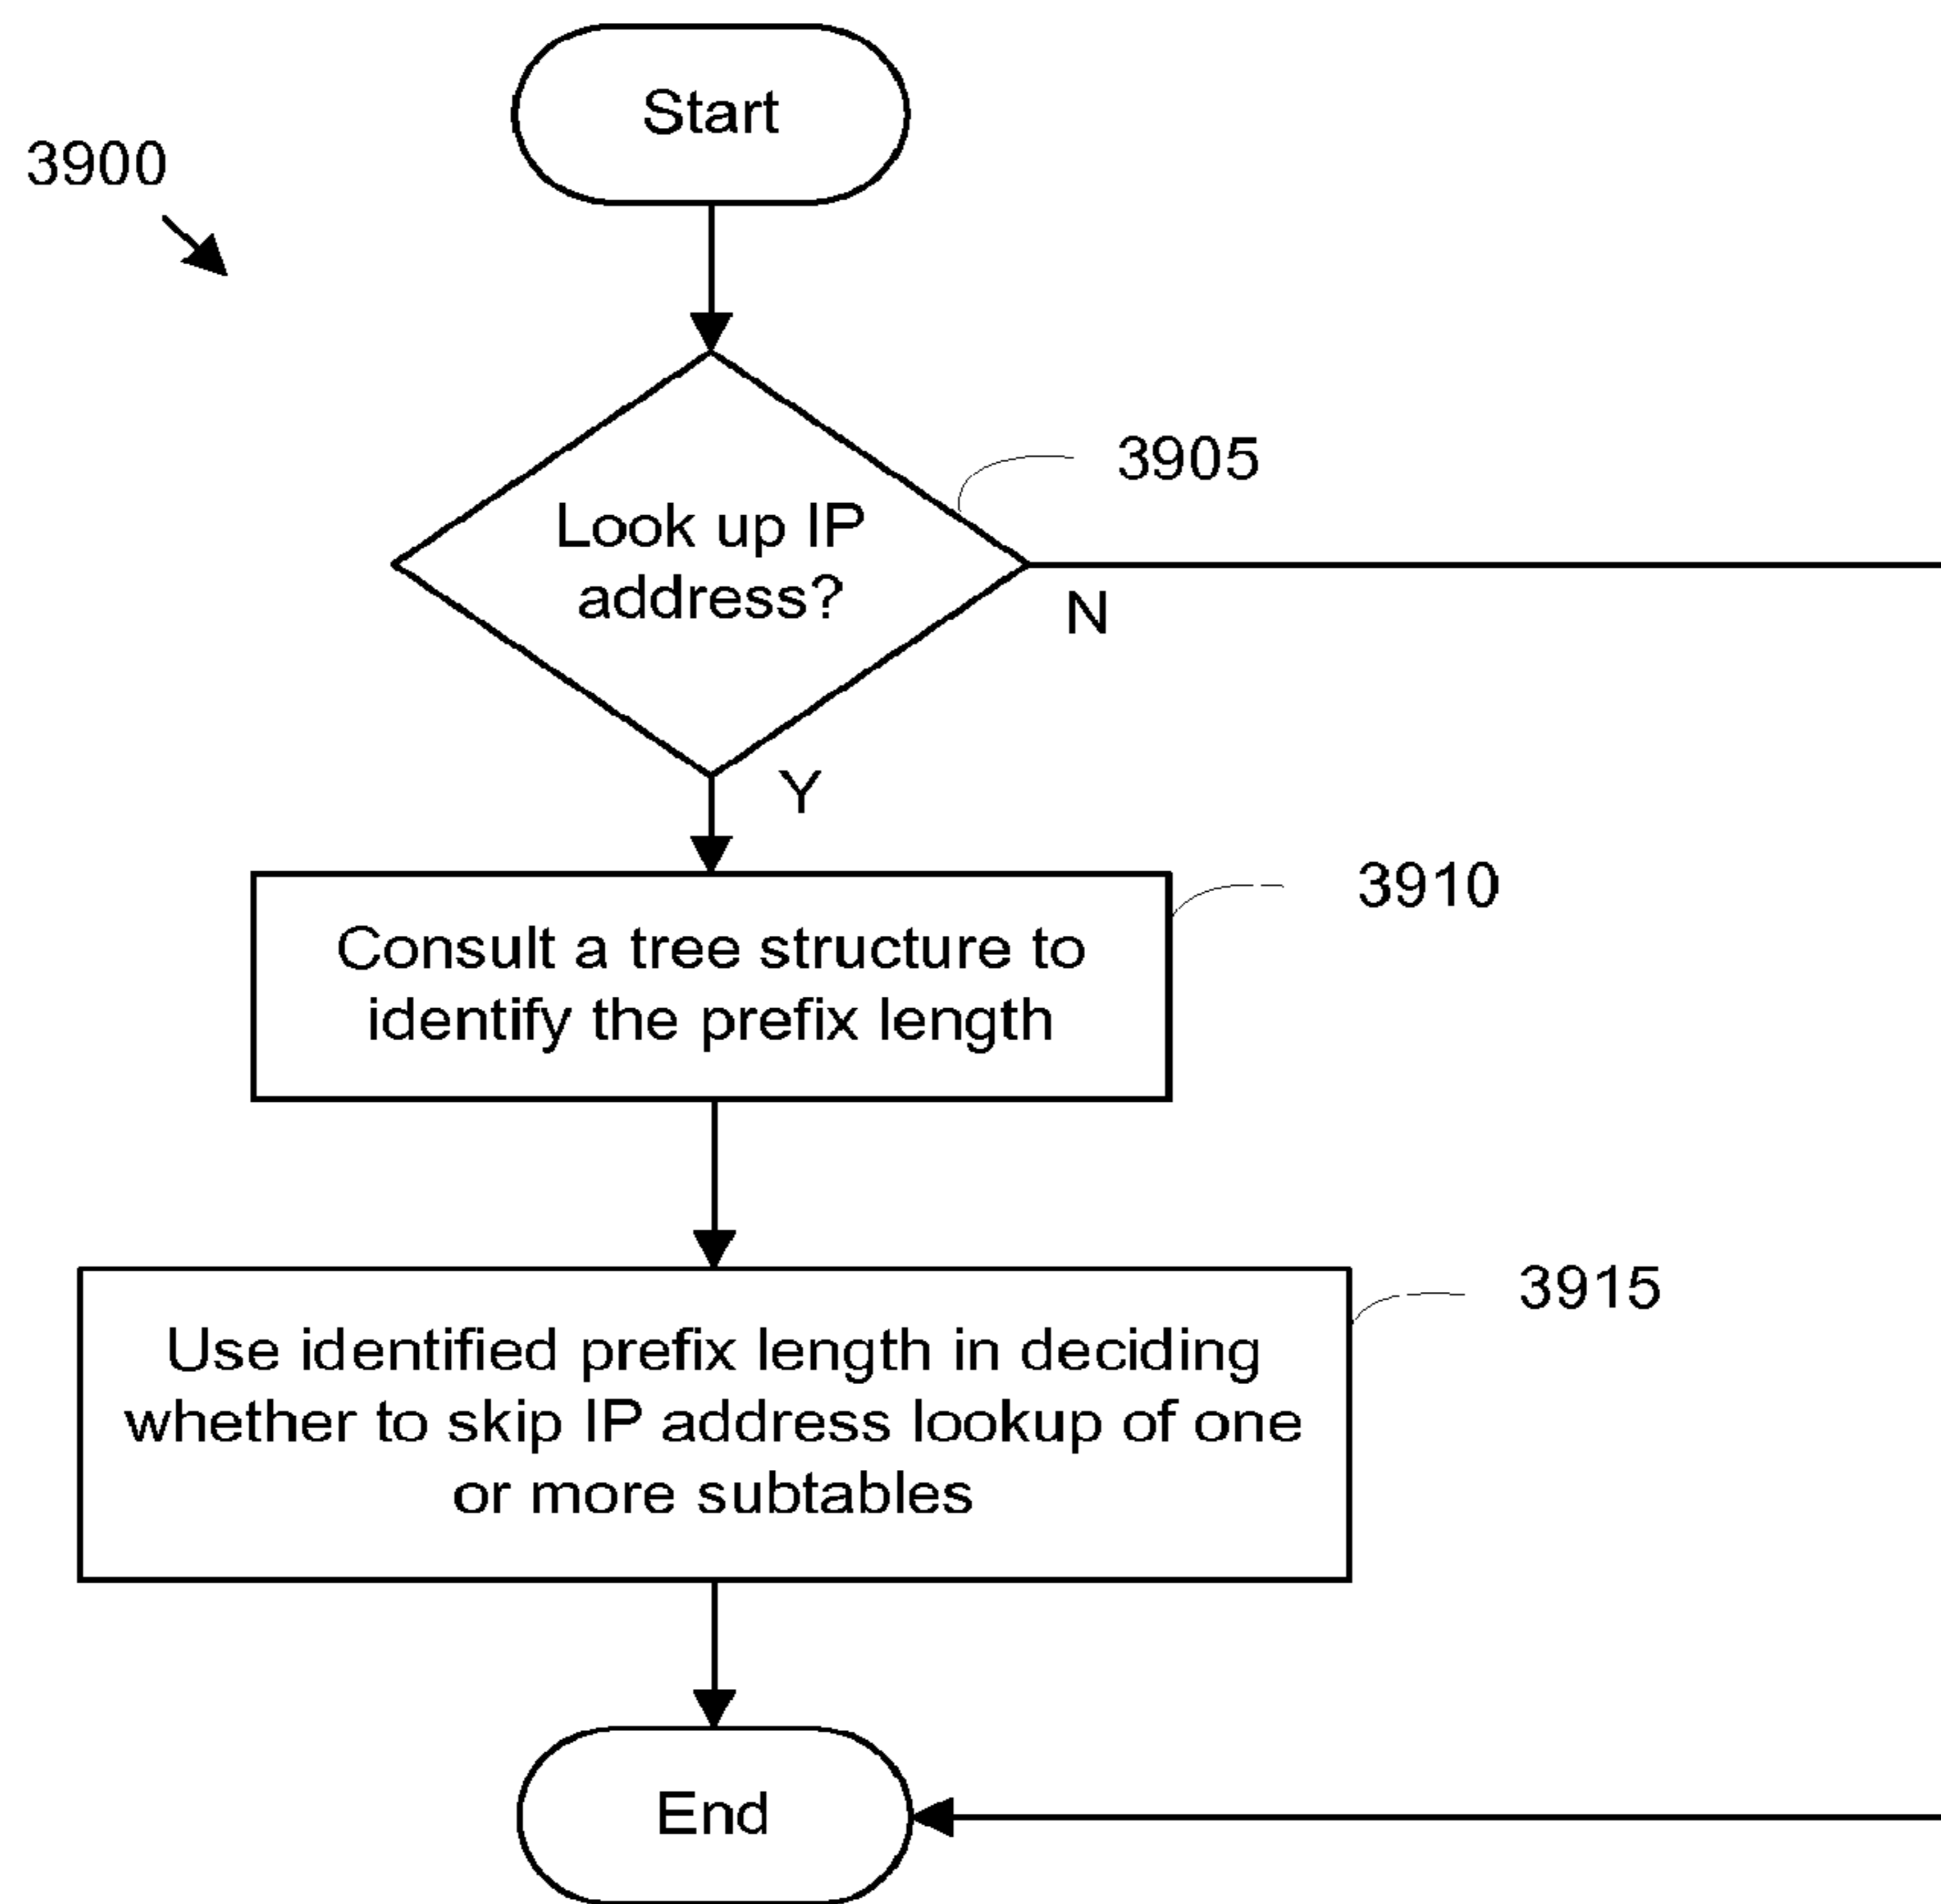 Start
3900
3905
Look up IP
address?
N
Y
3910
Consult a tree structure to
identify the prefix length
3915
Use identified prefix length in deciding
whether to skip IP address lookup of one
or more subtables
End